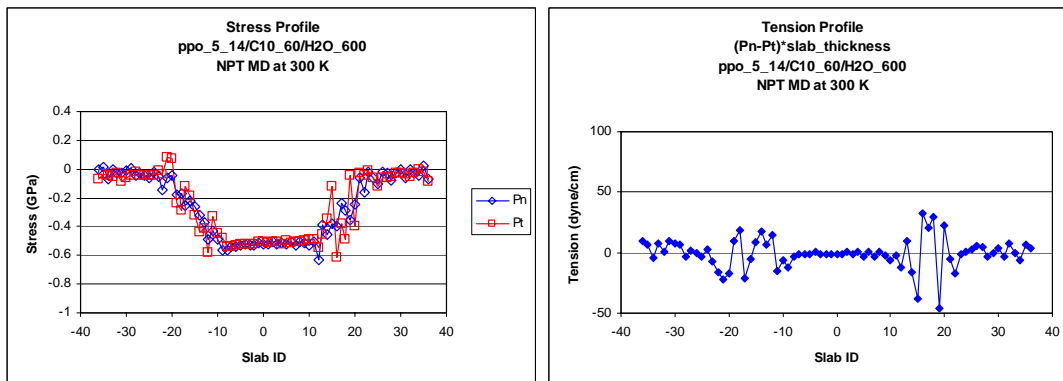 Stress Profile
ppo_5_14/C10_60/H2O_600
NPT MD at 300 K
0.4
0.2
0
-0.2
-0.4
-0.6
-0.8
-1
Stress (GPa)
-40 -30 -20 -10 0 10 20 30 40
Slab ID
Pn
Pt
Tension Profile
(Pn-Pt)*slab_thickness
ppo_5_14/C10_60/H2O_600
NPT MD at 300 K
100
50
0
-50
Tension (dyne/cm)
-40 -30 -20 -10 0 10 20 30 40
Slab ID